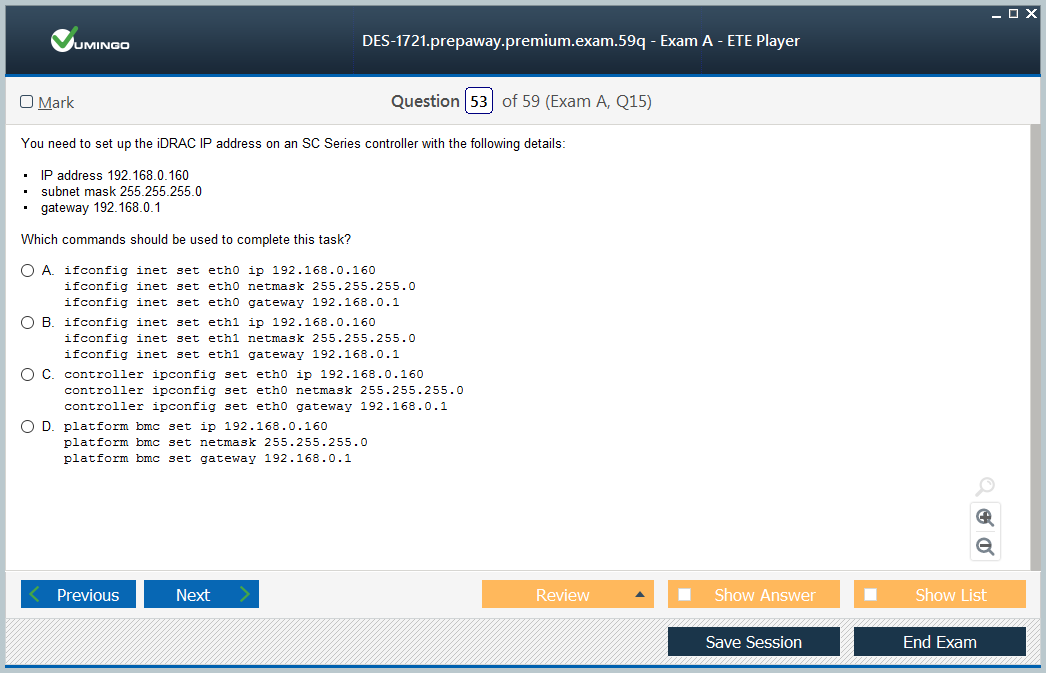 VUMINGO
DES-1721.prepaway.premium.exam.59q - Exam A - ETE Player
Mark
Question 53 of 59 (Exam A, Q15)
You need to set up the iDRAC IP address on an SC Series controller with the following details:
• IP address 192.168.0.160
• subnet mask 255.255.255.0
• gateway 192.168.0.1
Which commands should be used to complete this task?
A. ifconfig inet set eth0 ip 192.168.0.160
ifconfig inet set eth0 netmask 255.255.255.0
ifconfig inet set eth0 gateway 192.168.0.1
B. ifconfig inet set eth1 ip 192.168.0.160
ifconfig inet set eth1 netmask 255.255.255.0
ifconfig inet set eth1 gateway 192.168.0.1
C. controller ipconfig set eth0 ip 192.168.0.160
controller ipconfig set eth0 netmask 255.255.255.0
controller ipconfig set eth0 gateway 192.168.0.1
D. platform bmc set ip 192.168.0.160
platform bmc set netmask 255.255.255.0
platform bmc set gateway 192.168.0.1
Previous Next Review Show Answer Show List
Save Session End Exam